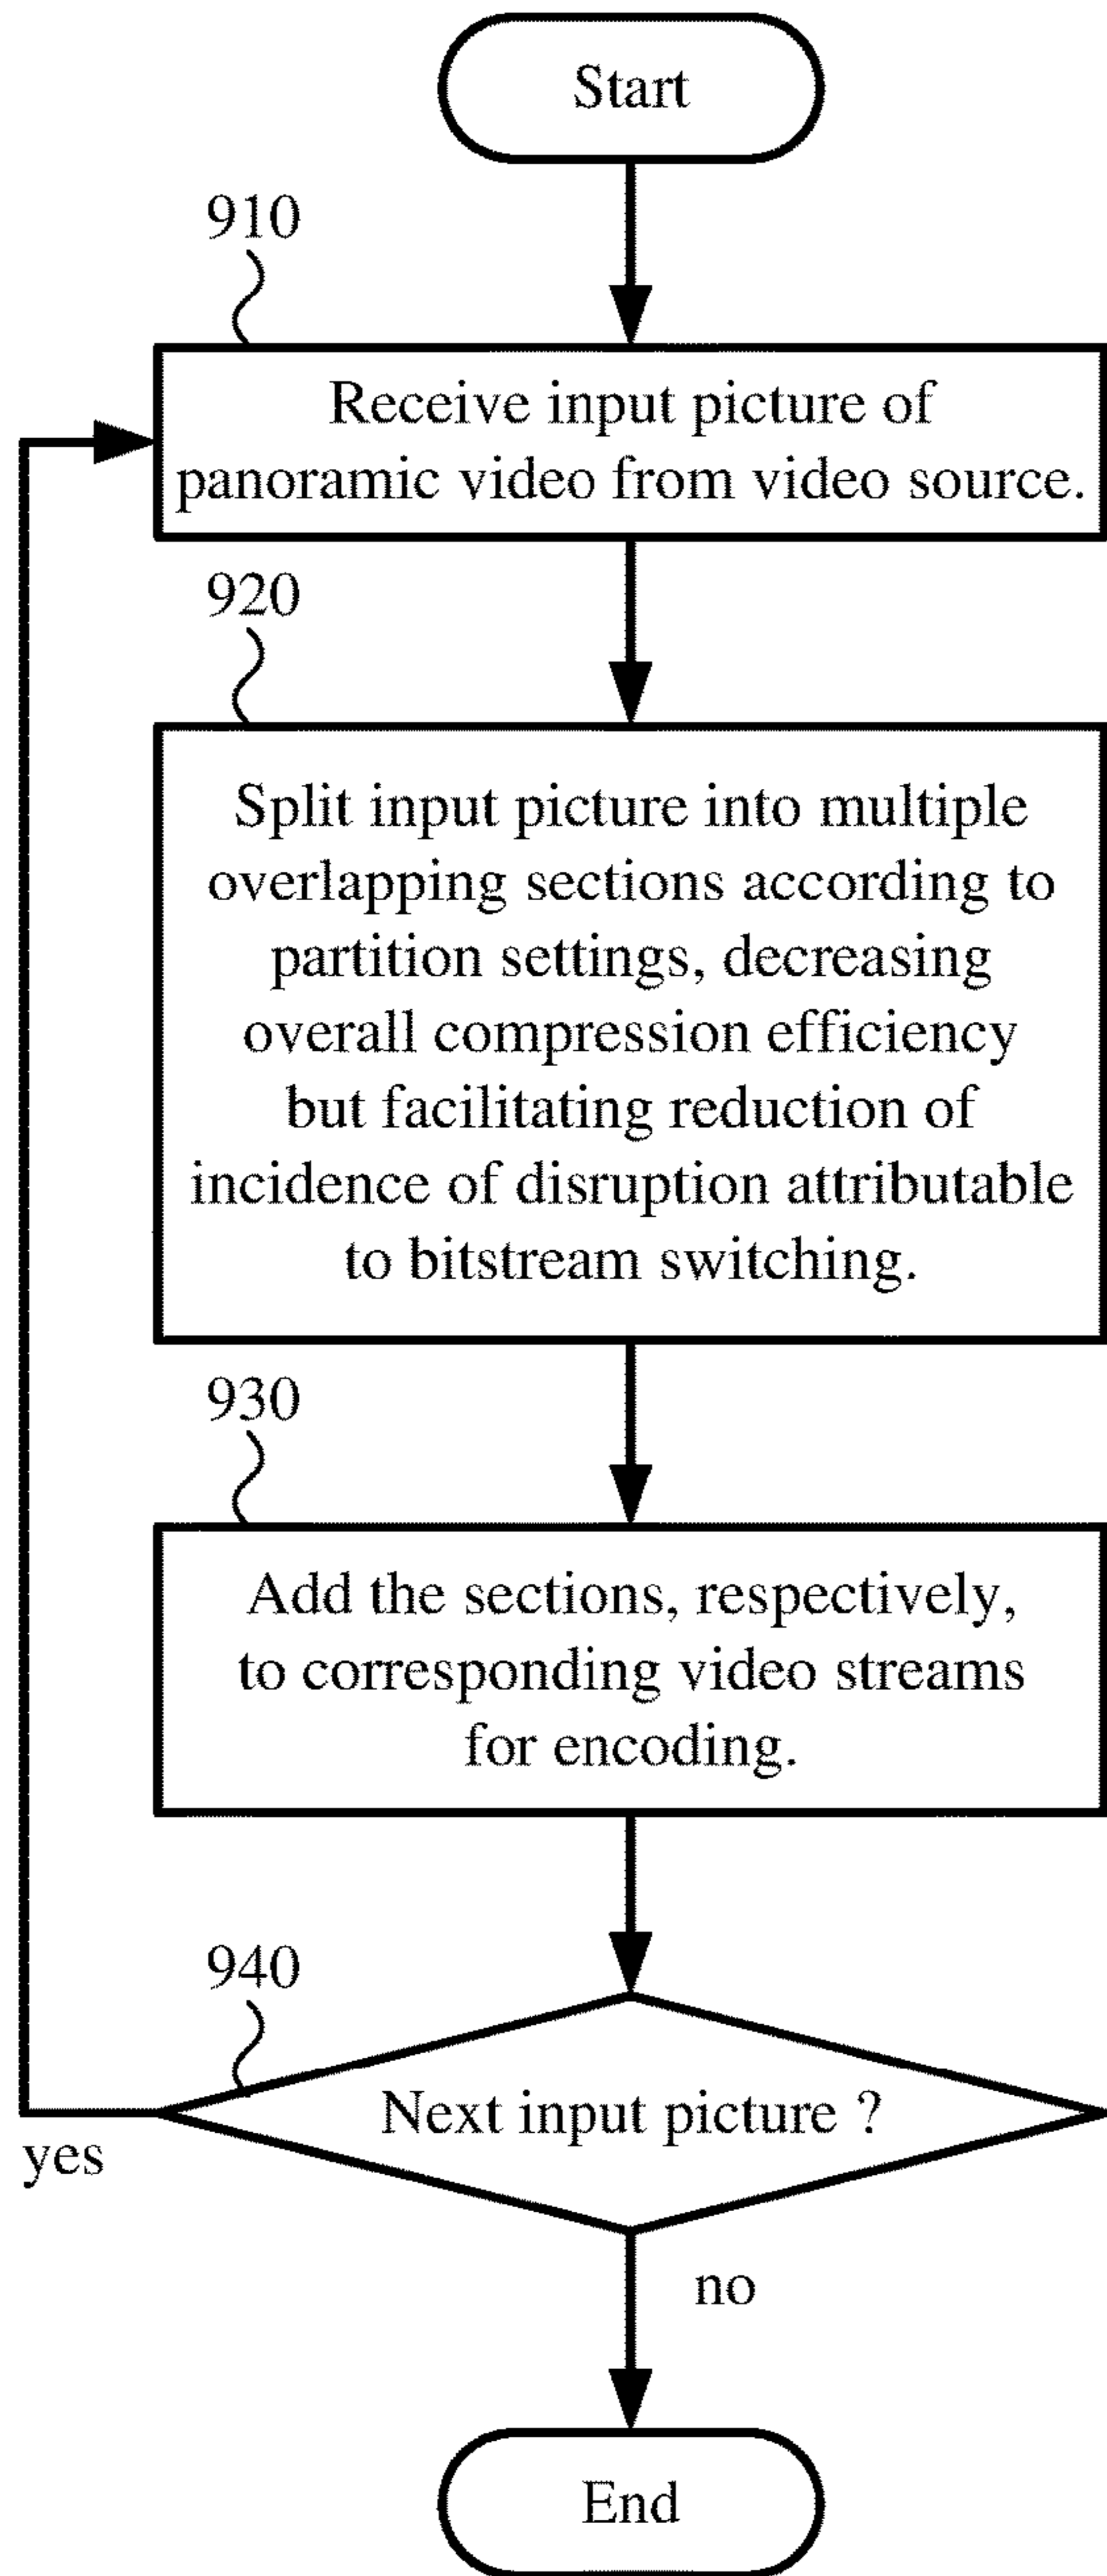 Start
910
Receive input picture of
panoramic video from video source.
920
Split input picture into multiple
overlapping sections according to
partition settings, decreasing
overall compression efficiency
but facilitating reduction of
incidence of disruption attributable
to bitstream switching.
930
Add the sections, respectively,
to corresponding video streams
for encoding.
940
Next input picture ?
yes
no
End